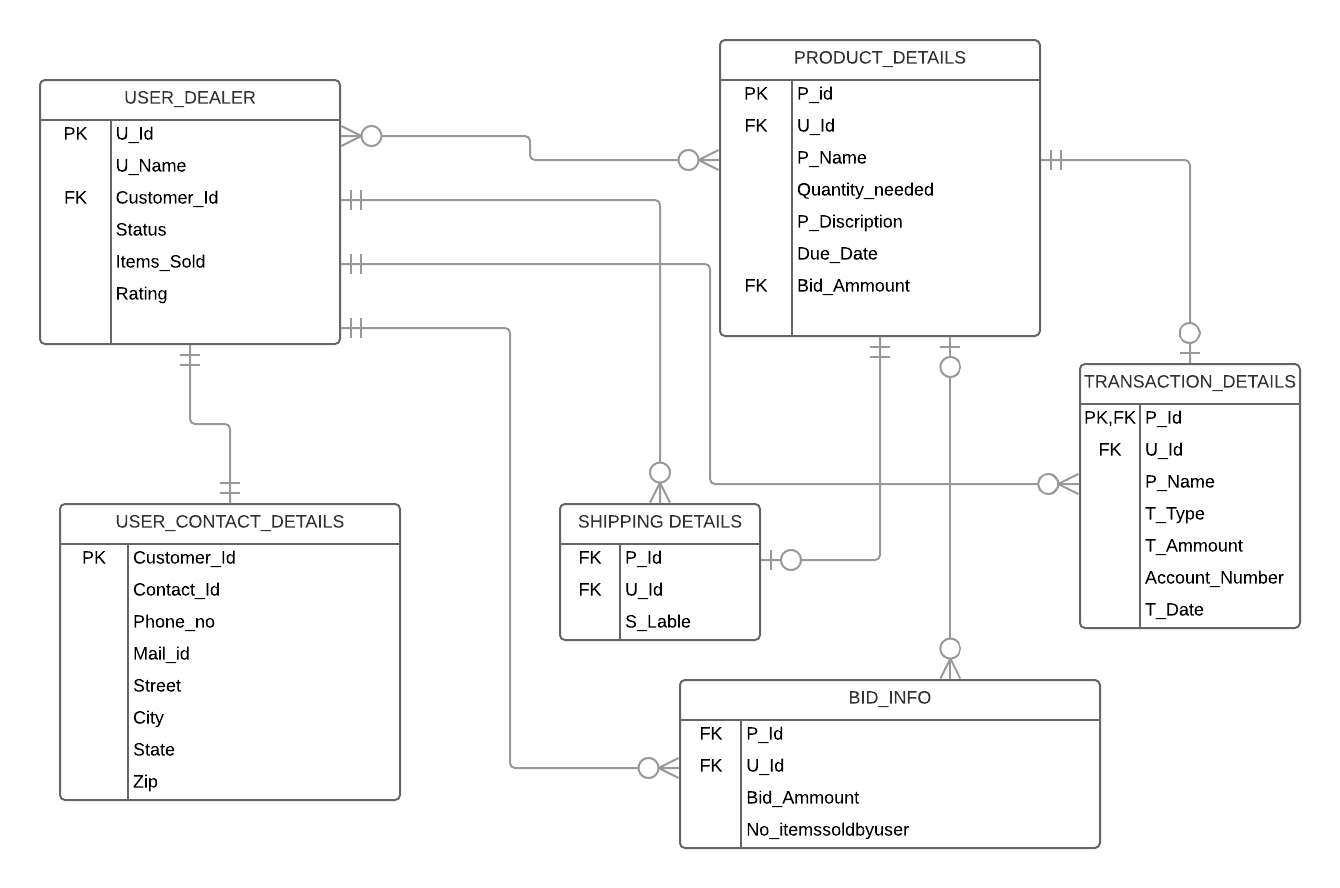 USER_DEALER
PK U_Id
U_Name
FK Customer_Id
Status
Items_Sold
Rating
PRODUCT_DETAILS
PK P_id
FK U_Id
P_Name
Quantity_needed
P_Discription
Due_Date
FK Bid_Ammount
TRANSACTION_DETAILS
PK,FK P_Id
FK U_Id
P_Name
T_Type
T_Ammount
Account_Number
T_Date
USER_CONTACT_DETAILS
PK Customer_Id
Contact_Id
Phone_no
Mail_id
Street
City
State
Zip
SHIPPING DETAILS
FK P_Id
FK U_Id
S_Lable
BID_INFO
FK P_Id
FK U_Id
Bid_Ammount
No_itemssoldbyuser